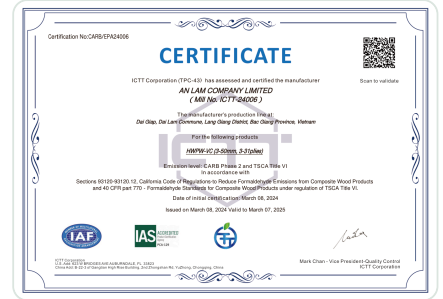 Certification No:CARB/EPA24006
CERTIFICATE
Scan to validate
ICTT Corporation (TPC-43) has assessed and certified the manufacturer
AN LAM COMPANY LIMITED
( Mill No. ICTT-24006 )
The manufacturer's production line at
Dai Giap, Dai Lam Commune, Lang Giang District, Bac Giang Province, Vietnam
For the following products
HWPW-VC (3-50mm, 3-31plies)
Emission level: CARB Phase 2 and TSCA Title VI
In accordance with
Sections 93120-93120.12, California Code of Regulations-to Reduce Formaldehyde Emissions from Composite Wood Products
and 40 CFR part 770 - Formaldehyde Standards for Composite Wood Products under regulation of TSCA Title VI.
Date of initial certification: March 08, 2024
Issued on March 08, 2024 Valid to March 07, 2025
ICTT
IAF
IAS ACCREDITED
Mark Chan - Vice President-Quality Control
ICTT Corporation
ICTT Corporation